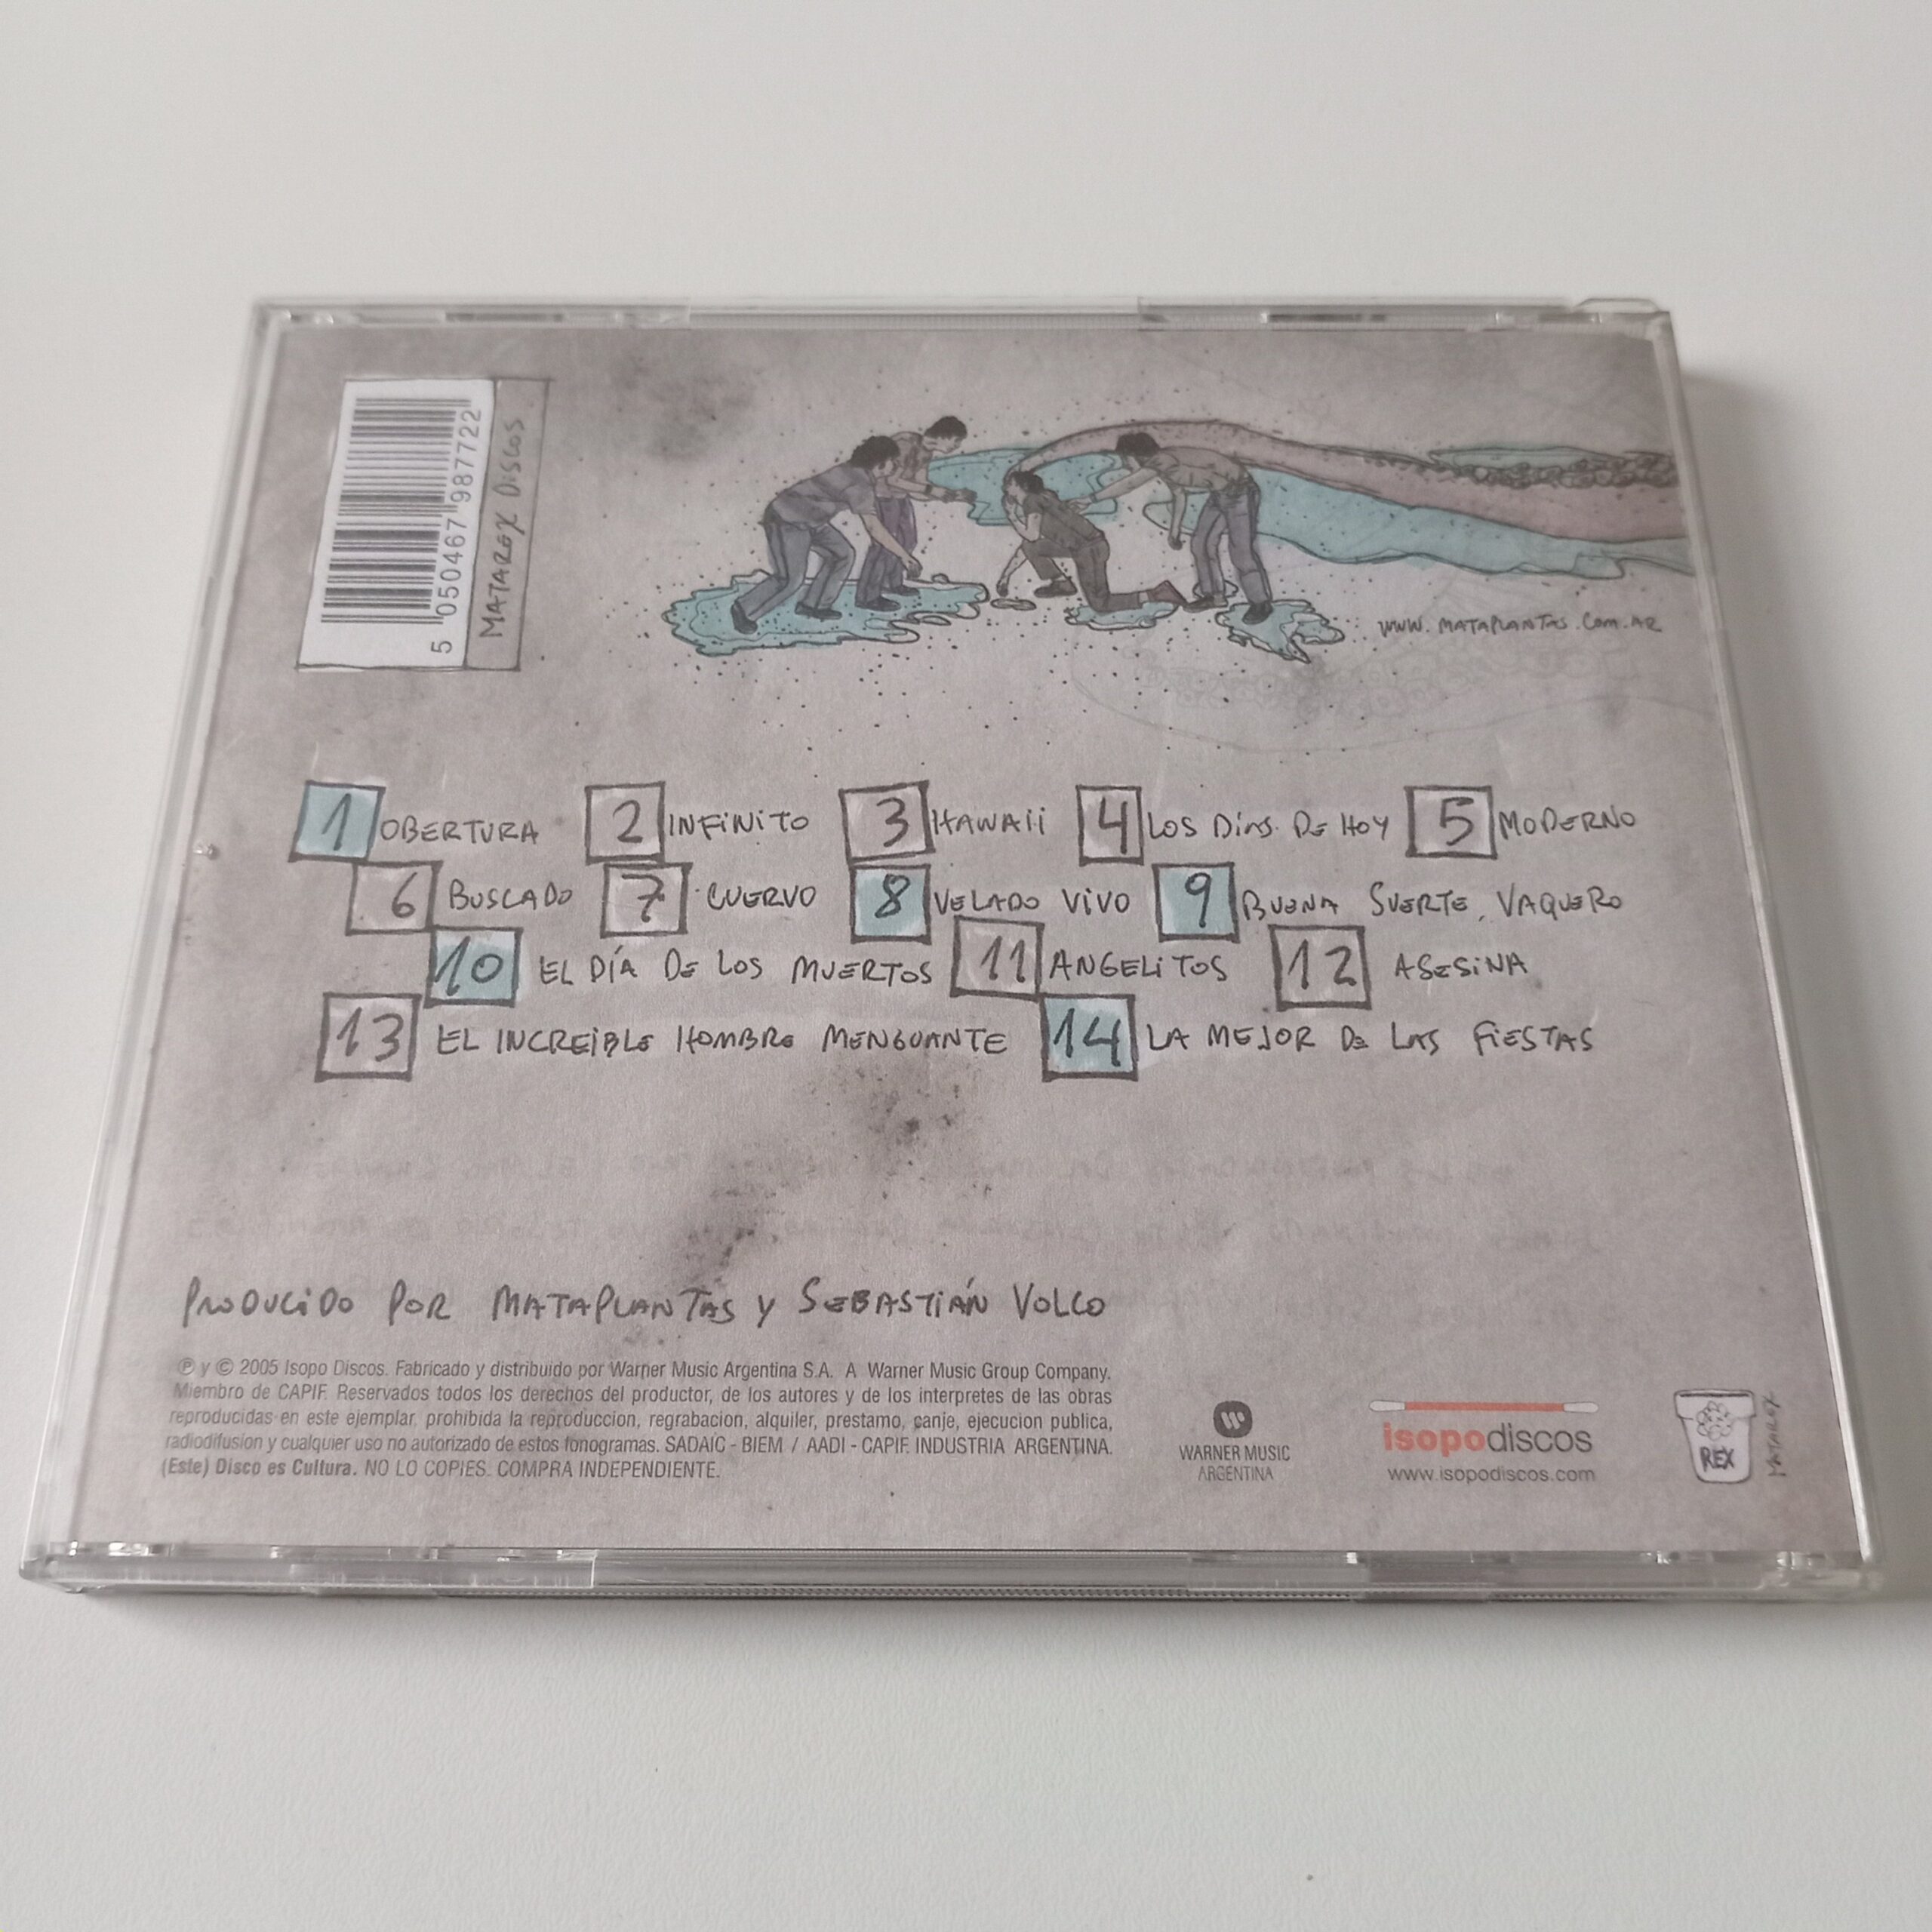 5 050467 987722
MATAREX DISCOS
WWW.MATAPLANTAS.COM.AR
1 OBERTURA 2 INFINITO 3 HAWAII 4 LOS DÍAS DE HOY 5 MODERNO
6 BUSCADO 7 CUERVO 8 VELADO VIVO 9 BUENA SUERTE, VAQUERO
10 EL DÍA DE LOS MUERTOS 11 ANGELITOS 12 ASESINA
13 EL INCREIBLE HOMBRE MENGUANTE 14 LA MEJOR DE LAS FIESTAS
PRODUCIDO POR MATAPLANTAS Y SEBASTIÁN VOLCO
℗ y © 2005 Isopo Discos. Fabricado y distribuido por Warner Music Argentina S.A. A Warner Music Group Company.
Miembro de CAPIF. Reservados todos los derechos del productor, de los autores y de los interpretes de las obras
reproducidas en este ejemplar, prohibida la reproduccion, regrabacion, alquiler, prestamo, canje, ejecucion publica,
radiodifusion y cualquier uso no autorizado de estos fonogramas. SADAIC - BIEM / AADI - CAPIF. INDUSTRIA ARGENTINA.
(Este) Disco es Cultura. NO LO COPIES. COMPRA INDEPENDIENTE.
WARNER MUSIC
ARGENTINA
isopodiscos
www.isopodiscos.com
REX
MATAREX